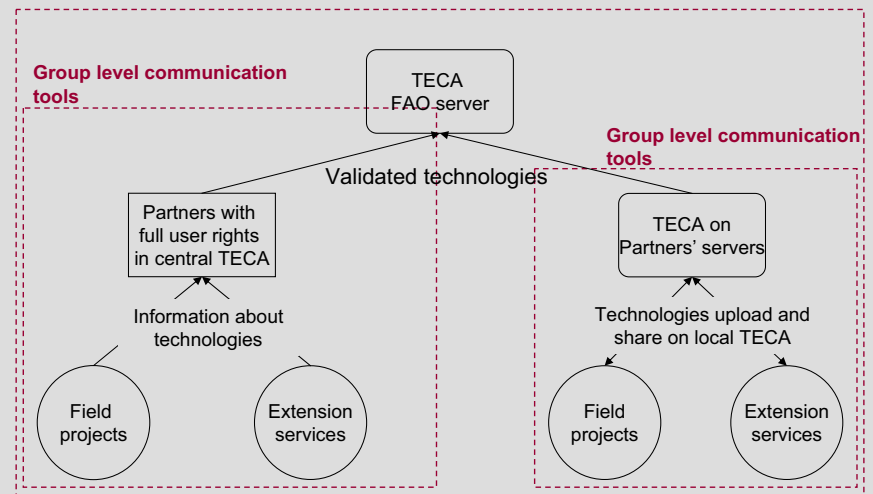 TECA
FAO server
Group level communication
tools
Group level communication
tools
Validated technologies
Partners with
full user rights
in central TECA
TECA on
Partners' servers
Information about
technologies
Technologies upload and
share on local TECA
Field
projects
Extension
services
Field
projects
Extension
services